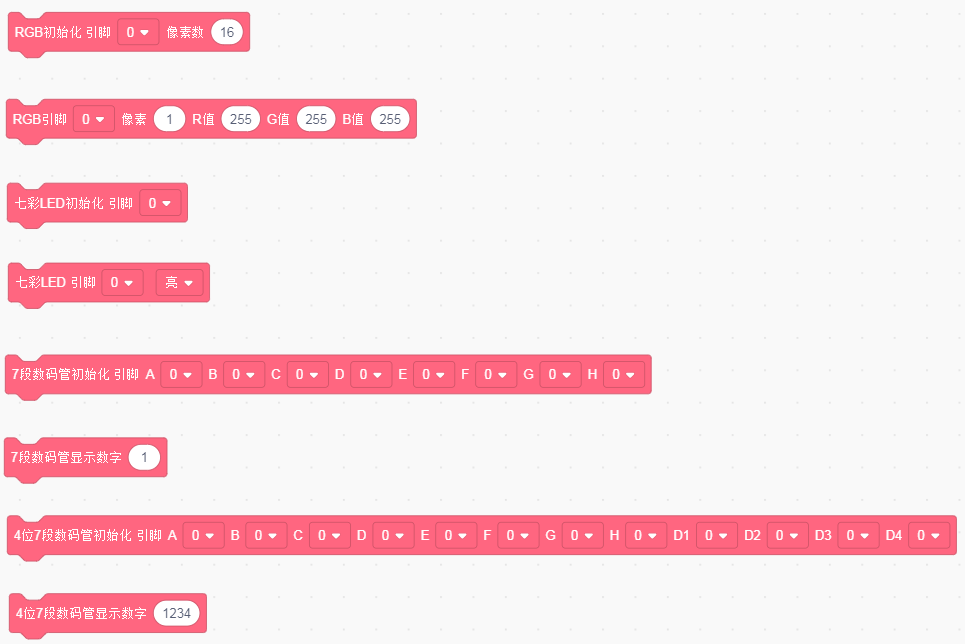 RGB初始化 引脚 0 像素数 16
RGB引脚 0 像素 1 R值 255 G值 255 B值 255
七彩LED初始化 引脚 0
七彩LED 引脚 0 亮
7段数码管初始化 引脚 A 0 B 0 C 0 D 0 E 0 F 0 G 0 H 0
7段数码管显示数字 1
4位7段数码管初始化 引脚 A 0 B 0 C 0 D 0 E 0 F 0 G 0 H 0 D1 0 D2 0 D3 0 D4 0
4位7段数码管显示数字 1234